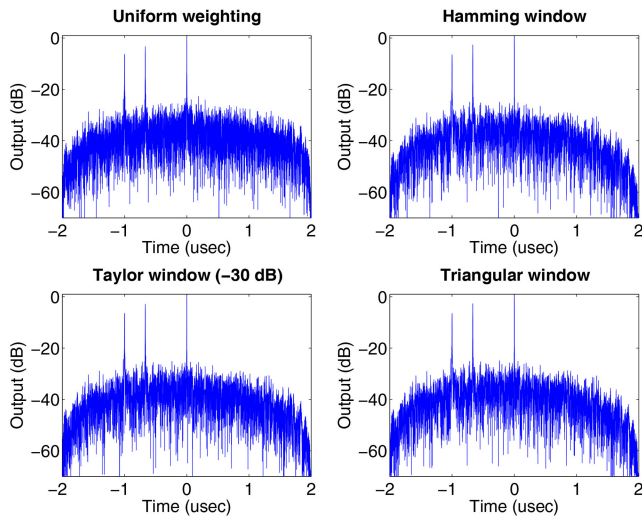 Uniform weighting
0
−20
−40
−60
Output (dB)
−2 −1 0 1 2
Time (usec)
Hamming window
0
−20
−40
−60
Output (dB)
−2 −1 0 1 2
Time (usec)
Taylor window (−30 dB)
0
−20
−40
−60
Output (dB)
−2 −1 0 1 2
Time (usec)
Triangular window
0
−20
−40
−60
Output (dB)
−2 −1 0 1 2
Time (usec)